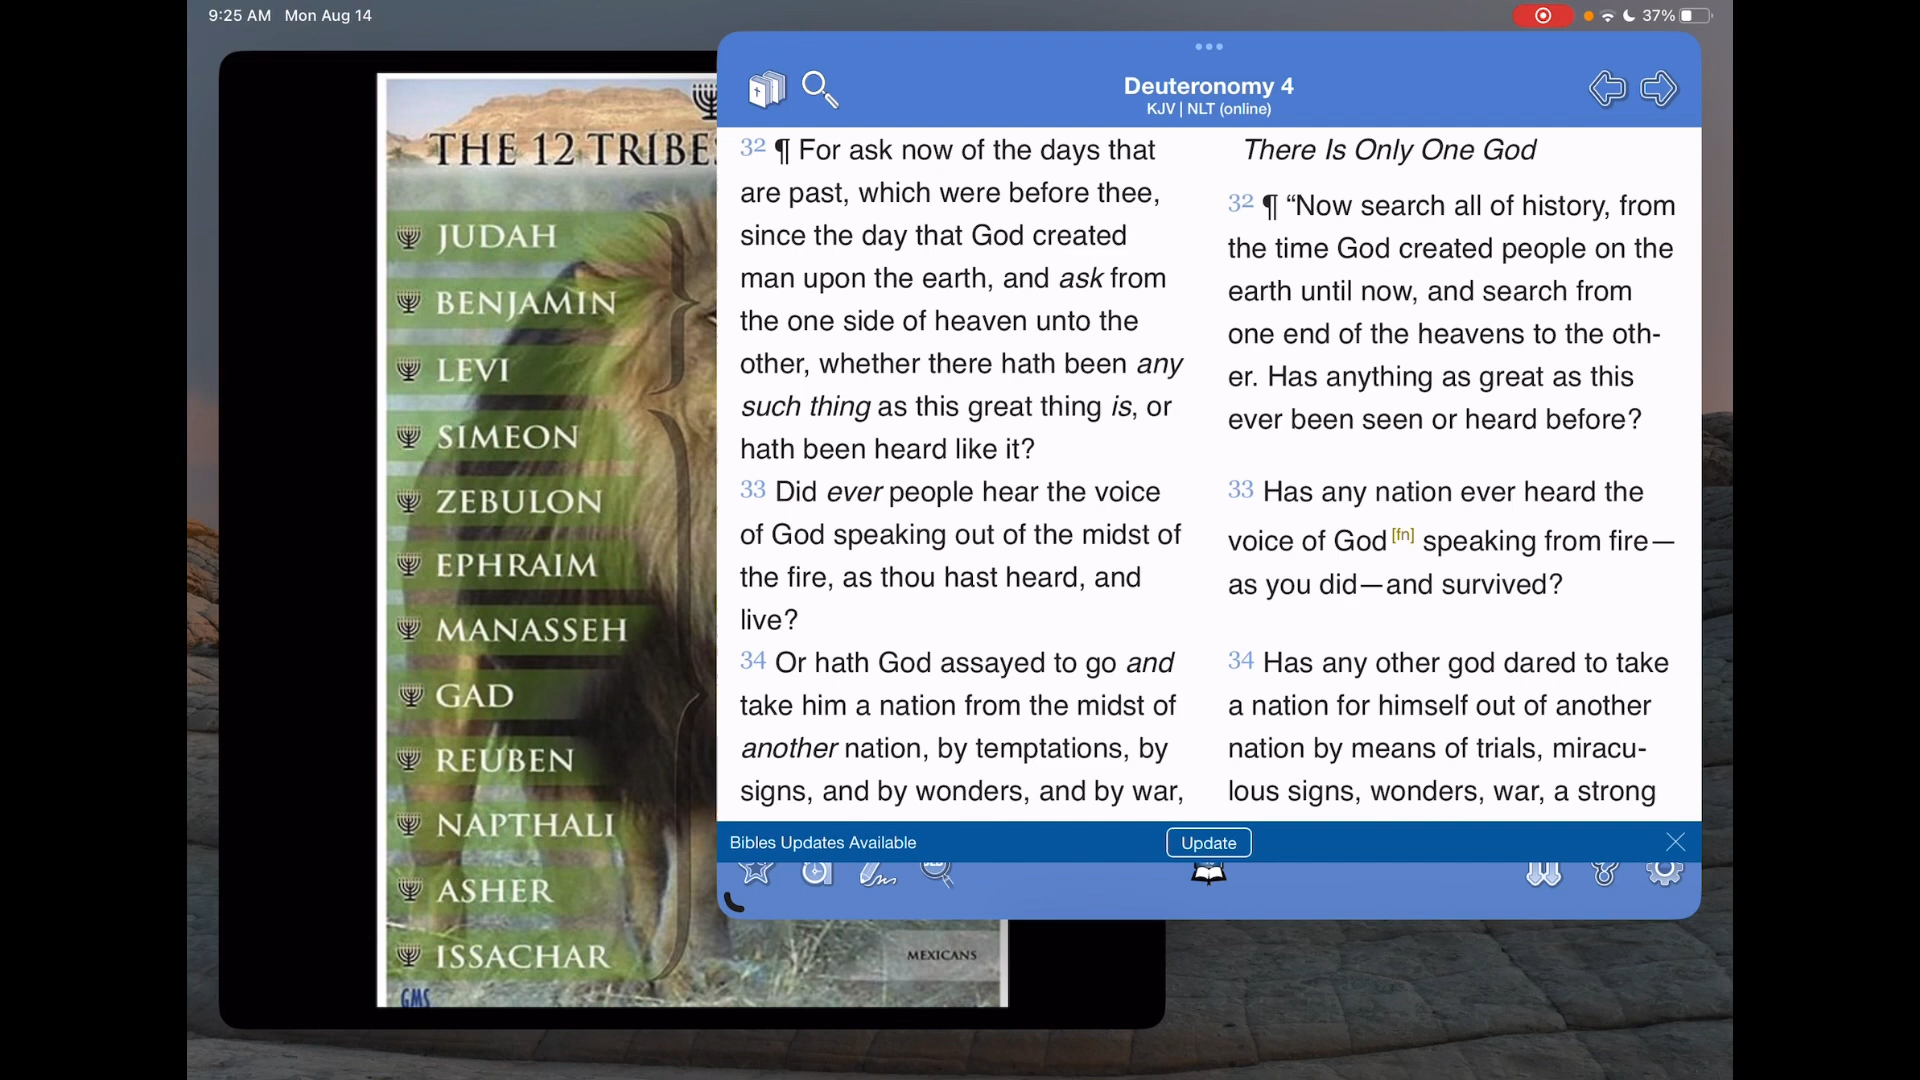 9:25 AM Mon Aug 14
37%
THE 12 TRIBES
JUDAH
BENJAMIN
LEVI
SIMEON
ZEBULON
EPHRAIM
MANASSEH
GAD
REUBEN
NAPTHALI
ASHER
ISSACHAR
GMS
MEXICANS
Deuteronomy 4
KJV | NLT (online)
32 ¶ For ask now of the days that
are past, which were before thee,
since the day that God created
man upon the earth, and ask from
the one side of heaven unto the
other, whether there hath been any
such thing as this great thing is, or
hath been heard like it?
33 Did ever people hear the voice
of God speaking out of the midst of
the fire, as thou hast heard, and
live?
34 Or hath God assayed to go and
take him a nation from the midst of
another nation, by temptations, by
signs, and by wonders, and by war,
There Is Only One God
32 ¶ “Now search all of history, from
the time God created people on the
earth until now, and search from
one end of the heavens to the oth-
er. Has anything as great as this
ever been seen or heard before?
33 Has any nation ever heard the
voice of God [fn] speaking from fire—
as you did—and survived?
34 Has any other god dared to take
a nation for himself out of another
nation by means of trials, miracu-
lous signs, wonders, war, a strong
Bibles Updates Available
Update